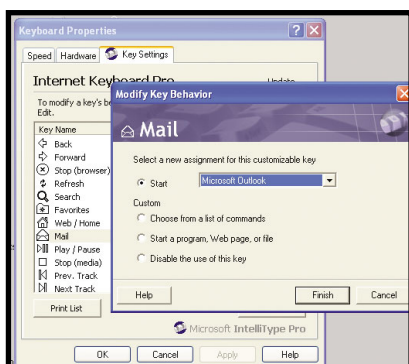 Keyboard Properties
Speed
Hardware
Key Settings
Internet Keyboard Pro
Update
To modify a key's be
Edit.
Key Name
Back
Forward
Stop (browser)
Refresh
Search
Favorites
Web / Home
Mail
Play / Pause
Stop (media)
Prev. Track
Next Track
Print List
Microsoft IntelliType Pro
OK
Cancel
Apply
Help
Modify Key Behavior
Mail
Select a new assignment for this customizable key
Start
Microsoft Outlook
Custom
Choose from a list of commands
Start a program, Web page, or file
Disable the use of this key
Help
Finish
Cancel